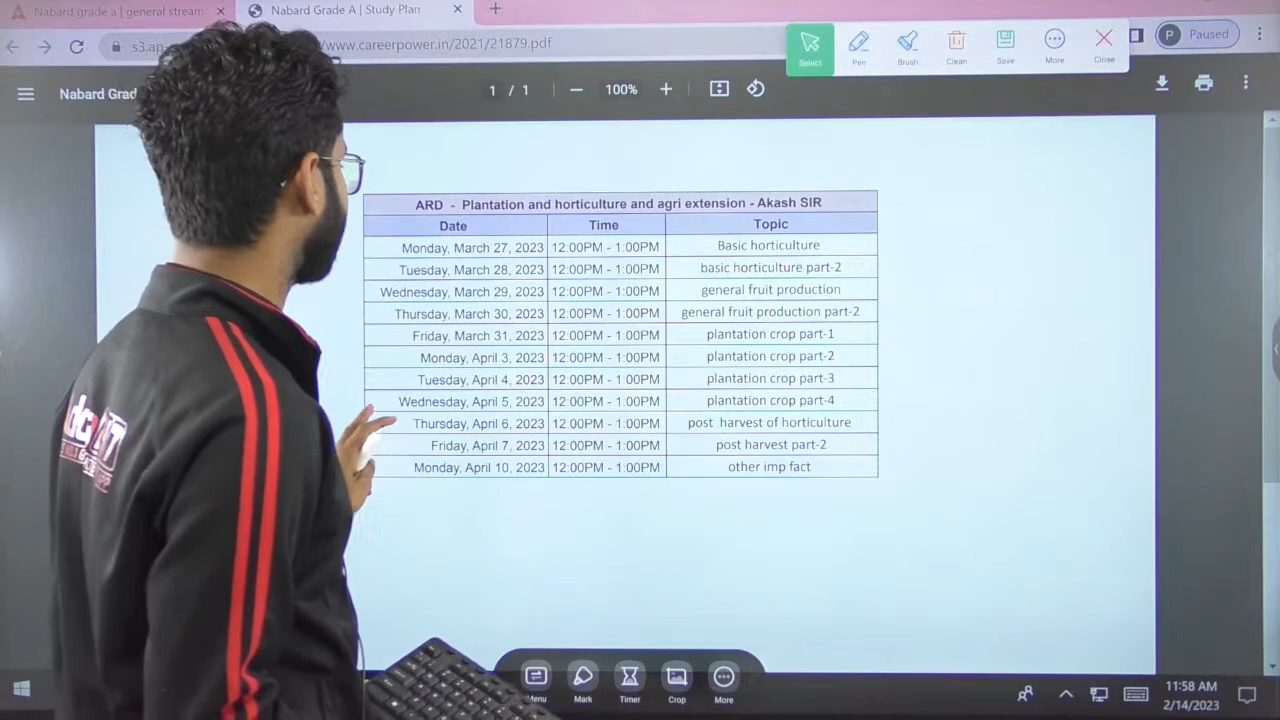 Nabard grade a | general stream
Nabard Grade A | Study Plan
s3.ap-
www.careerpower.in/2021/21879.pdf
P Paused
Select
Pen
Brush
Clean
Save
More
Close
Nabard Grad
1 / 1
100%
ARD - Plantation and horticulture and agri extension - Akash SIR
Date Time Topic
Monday, March 27, 2023 12:00PM - 1:00PM Basic horticulture
Tuesday, March 28, 2023 12:00PM - 1:00PM basic horticulture part-2
Wednesday, March 29, 2023 12:00PM - 1:00PM general fruit production
Thursday, March 30, 2023 12:00PM - 1:00PM general fruit production part-2
Friday, March 31, 2023 12:00PM - 1:00PM plantation crop part-1
Monday, April 3, 2023 12:00PM - 1:00PM plantation crop part-2
Tuesday, April 4, 2023 12:00PM - 1:00PM plantation crop part-3
Wednesday, April 5, 2023 12:00PM - 1:00PM plantation crop part-4
Thursday, April 6, 2023 12:00PM - 1:00PM post harvest of horticulture
Friday, April 7, 2023 12:00PM - 1:00PM post harvest part-2
Monday, April 10, 2023 12:00PM - 1:00PM other imp fact
Menu
Mark
Timer
Crop
More
11:58 AM
2/14/2023